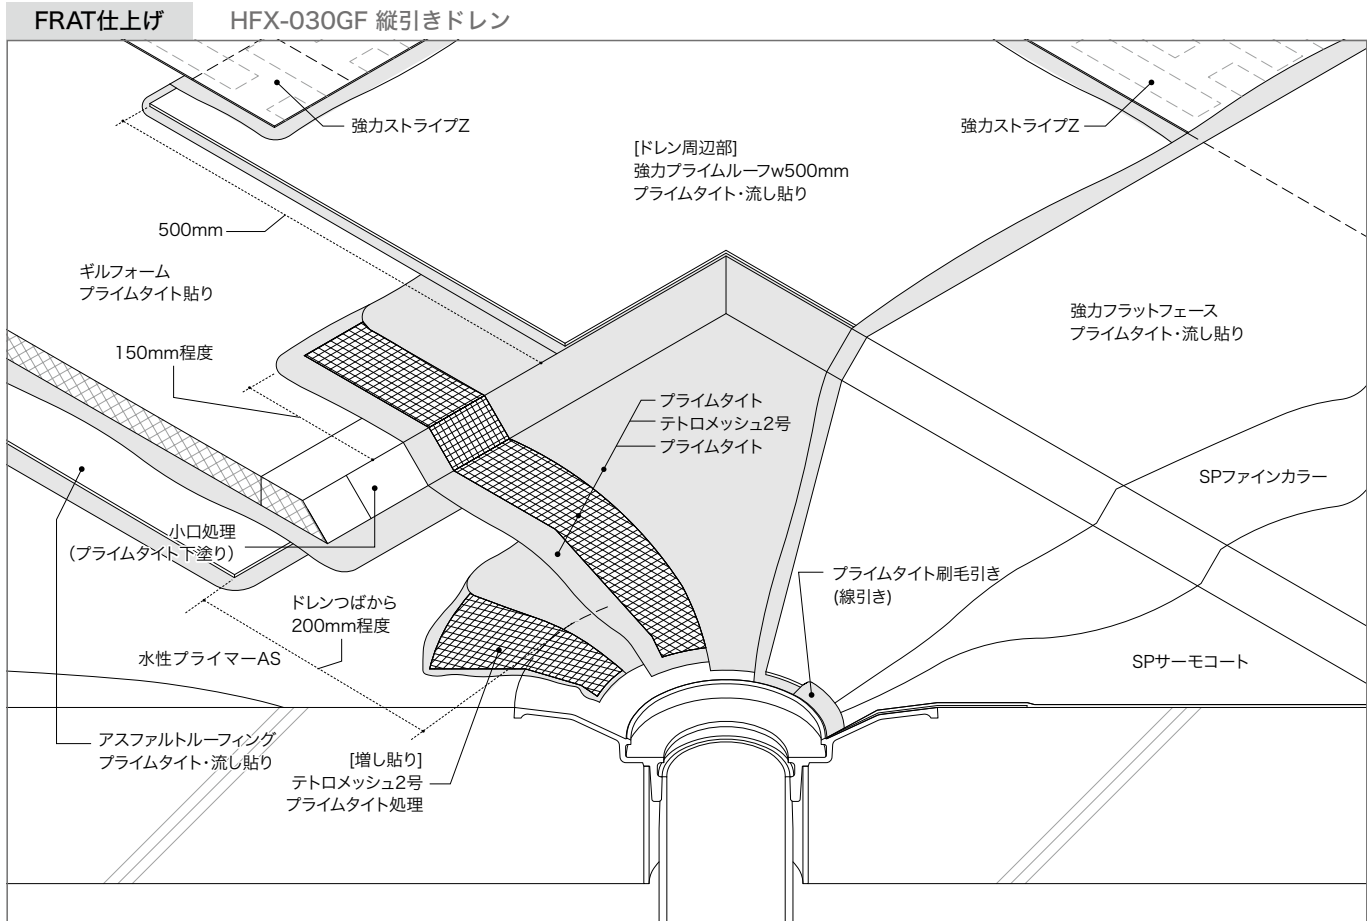 FRAT仕上げ
HFX-030GF 縦引きドレン
強力ストライプZ
強力ストライプZ
[ドレン周辺部]
強力プライムルーフw500mm
プライムタイト・流し貼り
500mm
ギルフォーム
プライムタイト貼り
強力フラットフェース
プライムタイト・流し貼り
150mm程度
プライムタイト
テトロメッシュ2号
プライムタイト
SPファインカラー
小口処理
(プライムタイト下塗り)
プライムタイト刷毛引き
(線引き)
ドレンつばから
200mm程度
水性プライマーAS
SPサーモコート
アスファルトルーフィング
プライムタイト・流し貼り
[増し貼り]
テトロメッシュ2号
プライムタイト処理